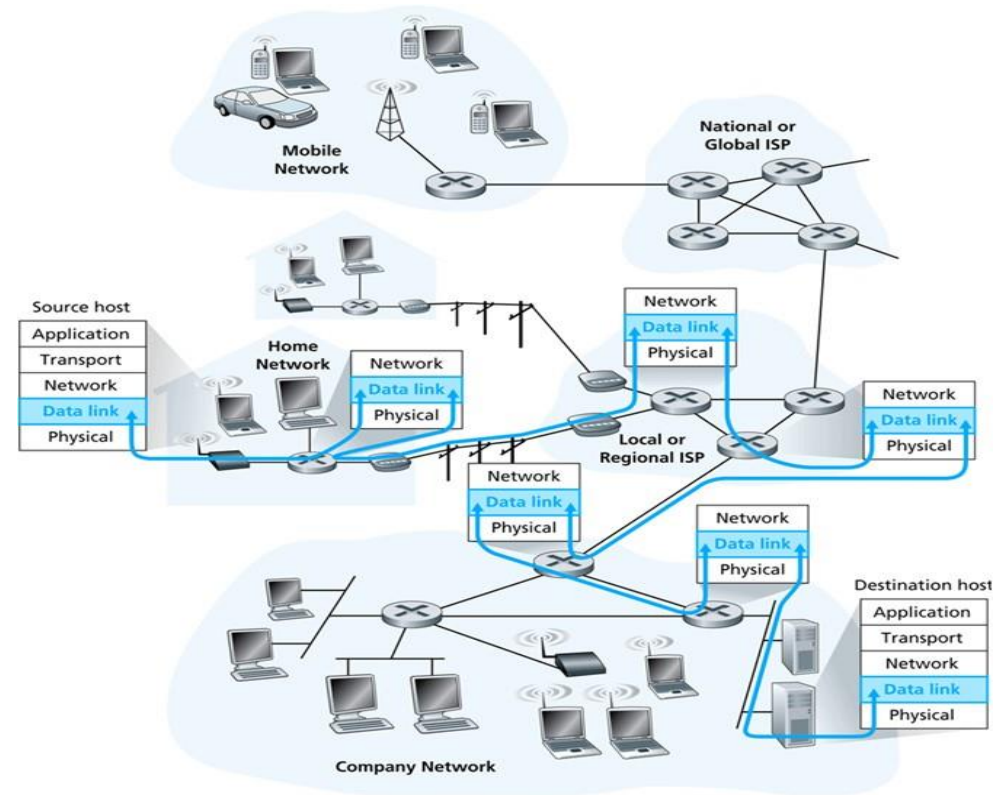 Mobile
Network
National or
Global ISP
Source host
Application
Transport
Network
Data link
Physical
Home
Network
Network
Data link
Physical
Network
Data link
Physical
Local or
Regional ISP
Network
Data link
Physical
Network
Data link
Physical
Network
Data link
Physical
Destination host
Application
Transport
Network
Data link
Physical
Company Network